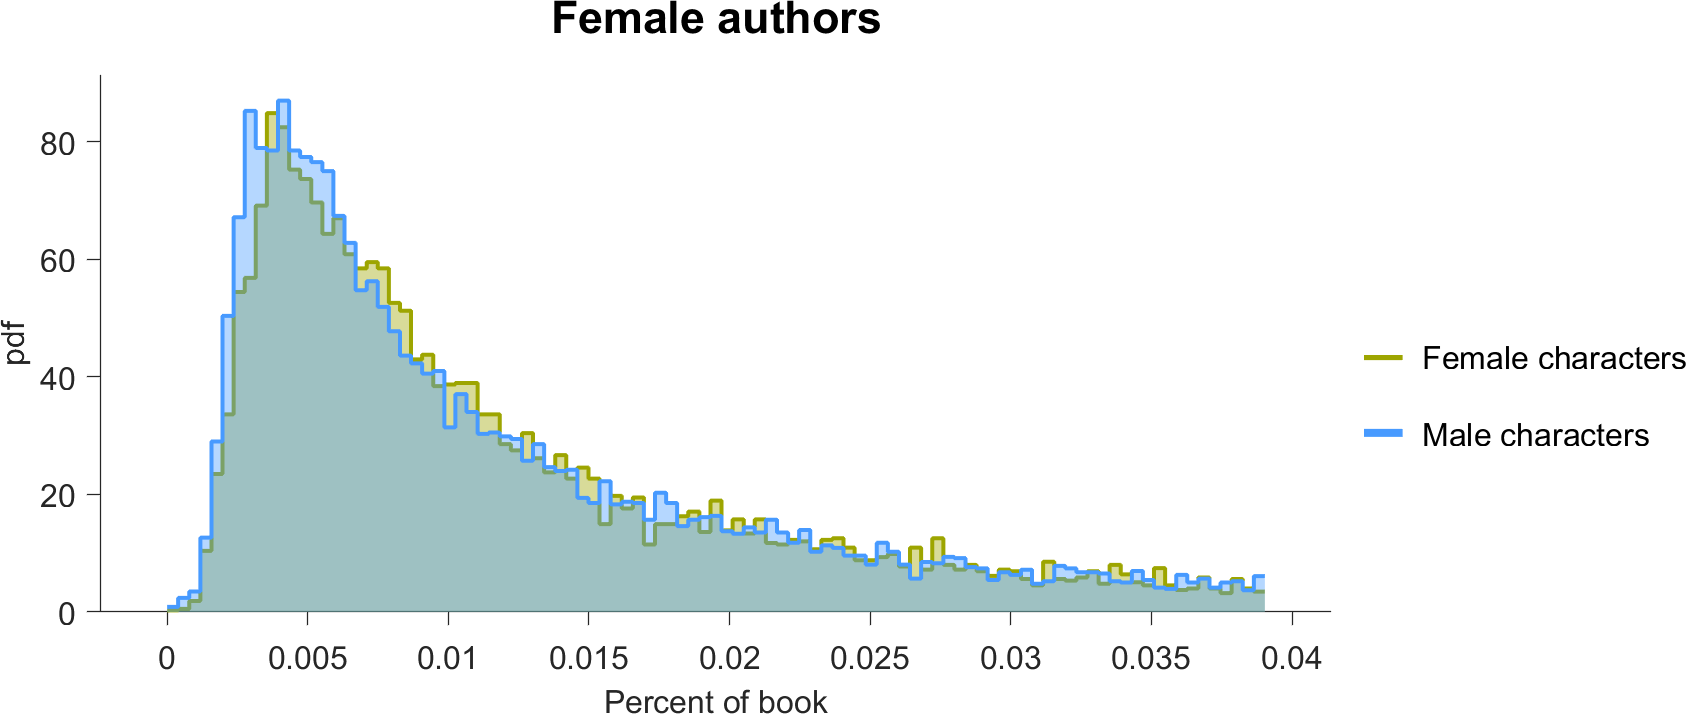 Female authors
80
60
40
20
0
pdf
0 0.005 0.01 0.015 0.02 0.025 0.03 0.035 0.04
Percent of book
Female characters
Male characters